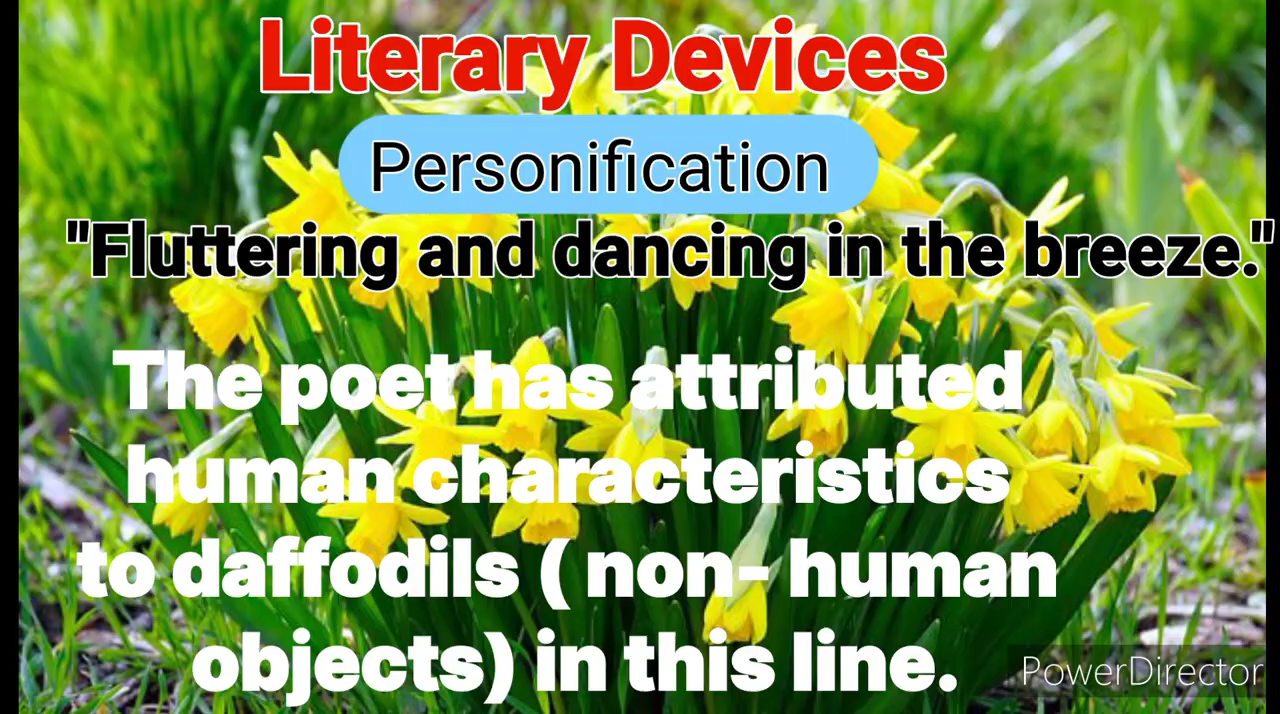 Literary Devices
Personification
"Fluttering and dancing in the breeze."
The poet has attributed
human characteristics
to daffodils ( non- human
objects) in this line.
PowerDirector